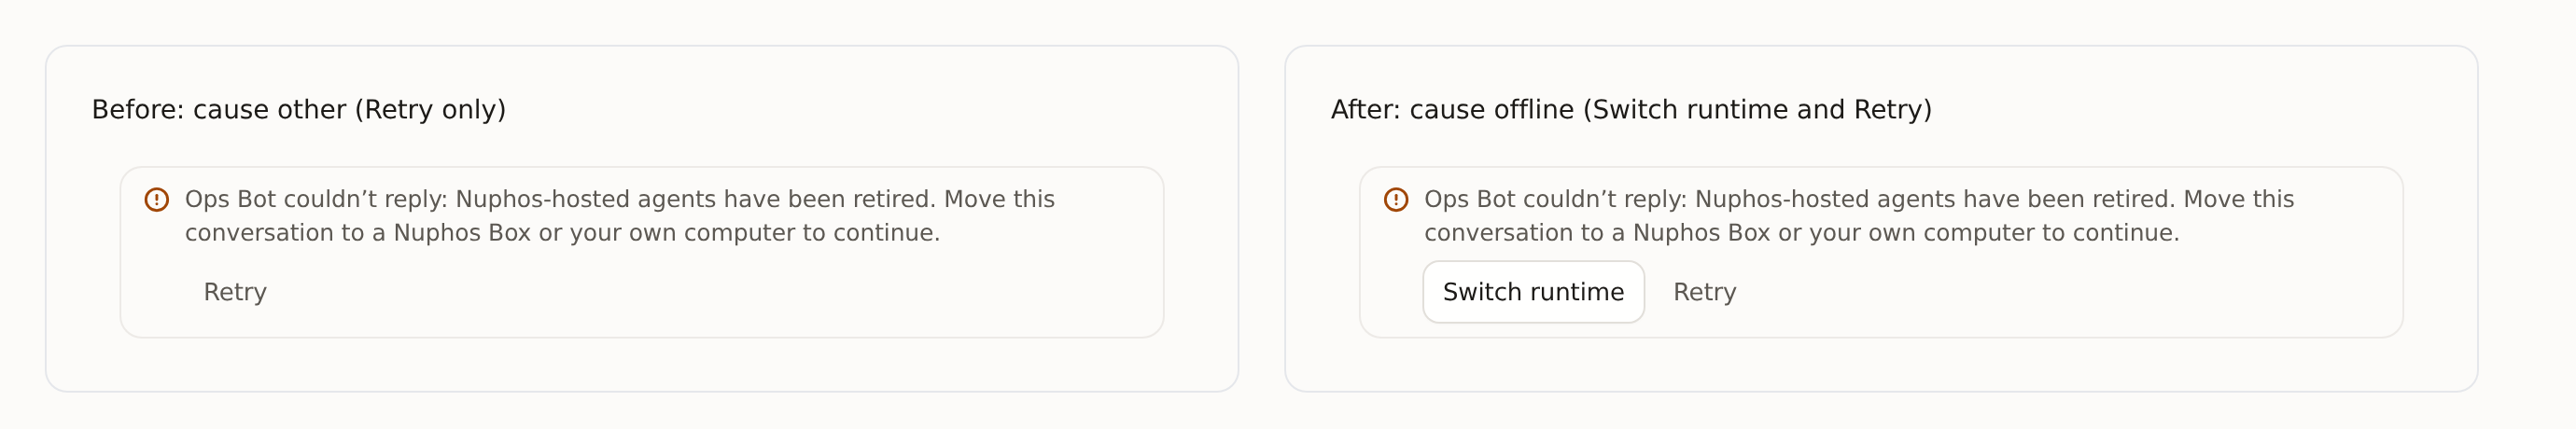 Before: cause other (Retry only)
Ops Bot couldn’t reply: Nuphos-hosted agents have been retired. Move this
conversation to a Nuphos Box or your own computer to continue.
Retry
After: cause offline (Switch runtime and Retry)
Ops Bot couldn’t reply: Nuphos-hosted agents have been retired. Move this
conversation to a Nuphos Box or your own computer to continue.
Switch runtime Retry